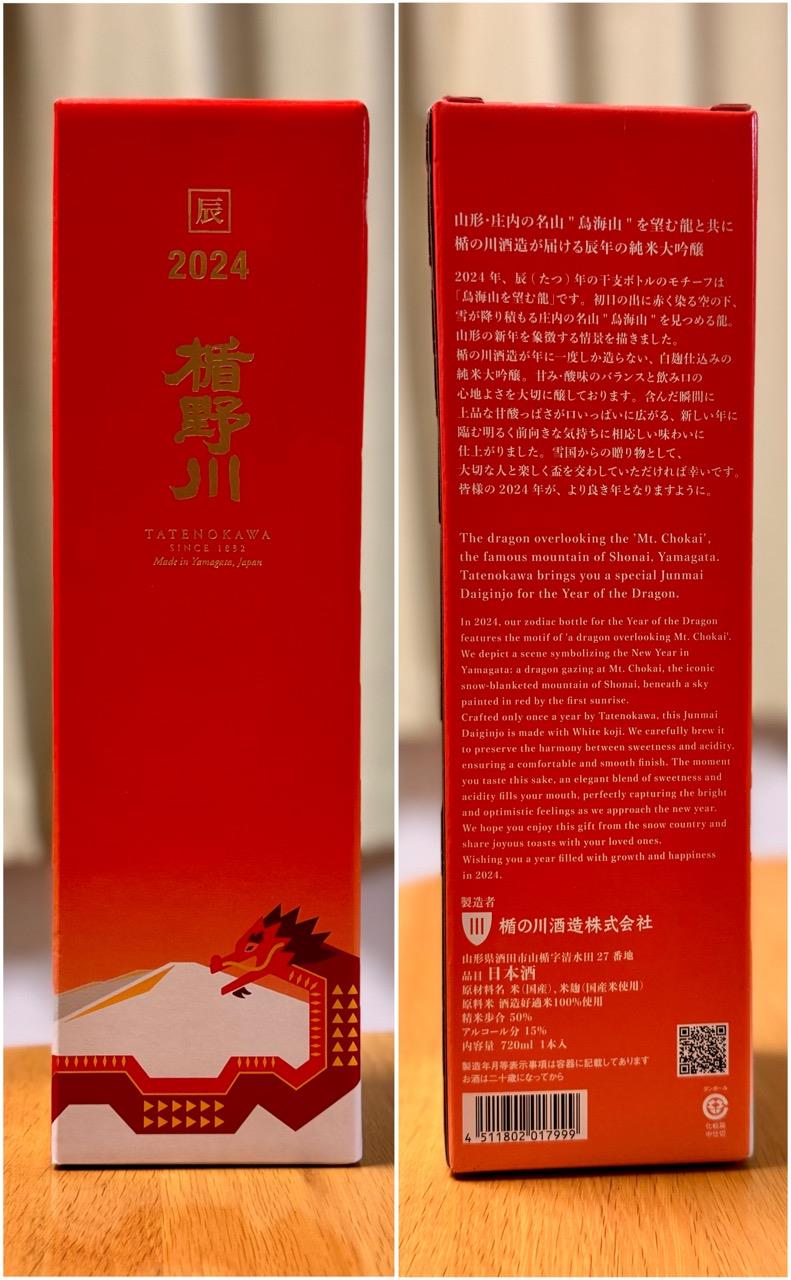 辰
2024
楯野川
TATENOKAWA
SINCE 1832
Made in Yamagata, Japan
山形・庄内の名山"鳥海山"を望む龍と共に
楯の川酒造が届ける辰年の純米大吟醸
2024年、辰(たつ)年の干支ボトルのモチーフは
「鳥海山を望む龍」です。初日の出に赤く染る空の下、
雪が降り積もる庄内の名山"鳥海山"を見つめる龍。
山形の新年を象徴する情景を描きました。
楯の川酒造が年に一度しか造らない、白麹仕込みの
純米大吟醸。甘み・酸味のバランスと飲み口の
心地よさを大切に醸しております。含んだ瞬間に
上品な甘酸っぱさが口いっぱいに広がる、新しい年に
臨む明るく前向きな気持ちに相応しい味わいに
仕上がりました。雪国からの贈り物として、
大切な人と楽しく盃を交わしていただければ幸いです。
皆様の2024年が、より良き年となりますように。
The dragon overlooking the 'Mt. Chokai',
the famous mountain of Shonai, Yamagata.
Tatenokawa brings you a special Junmai
Daiginjo for the Year of the Dragon.
In 2024, our zodiac bottle for the Year of the Dragon
features the motif of 'a dragon overlooking Mt. Chokai'.
We depict a scene symbolizing the New Year in
Yamagata: a dragon gazing at Mt. Chokai, the iconic
snow-blanketed mountain of Shonai, beneath a sky
painted in red by the first sunrise.
Crafted only once a year by Tatenokawa, this Junmai
Daiginjo is made with White koji. We carefully brew it
to preserve the harmony between sweetness and acidity,
ensuring a comfortable and smooth finish. The moment
you taste this sake, an elegant blend of sweetness and
acidity fills your mouth, perfectly capturing the bright
and optimistic feelings as we approach the new year.
We hope you enjoy this gift from the snow country and
share joyous toasts with your loved ones.
Wishing you a year filled with growth and happiness
in 2024.
製造者
楯の川酒造株式会社
山形県酒田市山楯字清水田27番地
品目 日本酒
原材料名 米(国産)、米麹(国産米使用)
原料米 酒造好適米100%使用
精米歩合 50%
アルコール分 15%
内容量 720ml 1本入
製造年月等表示事項は容器に記載してあります
お酒は二十歳になってから
4 511802 017999
ダンボール
化粧箱
中仕切